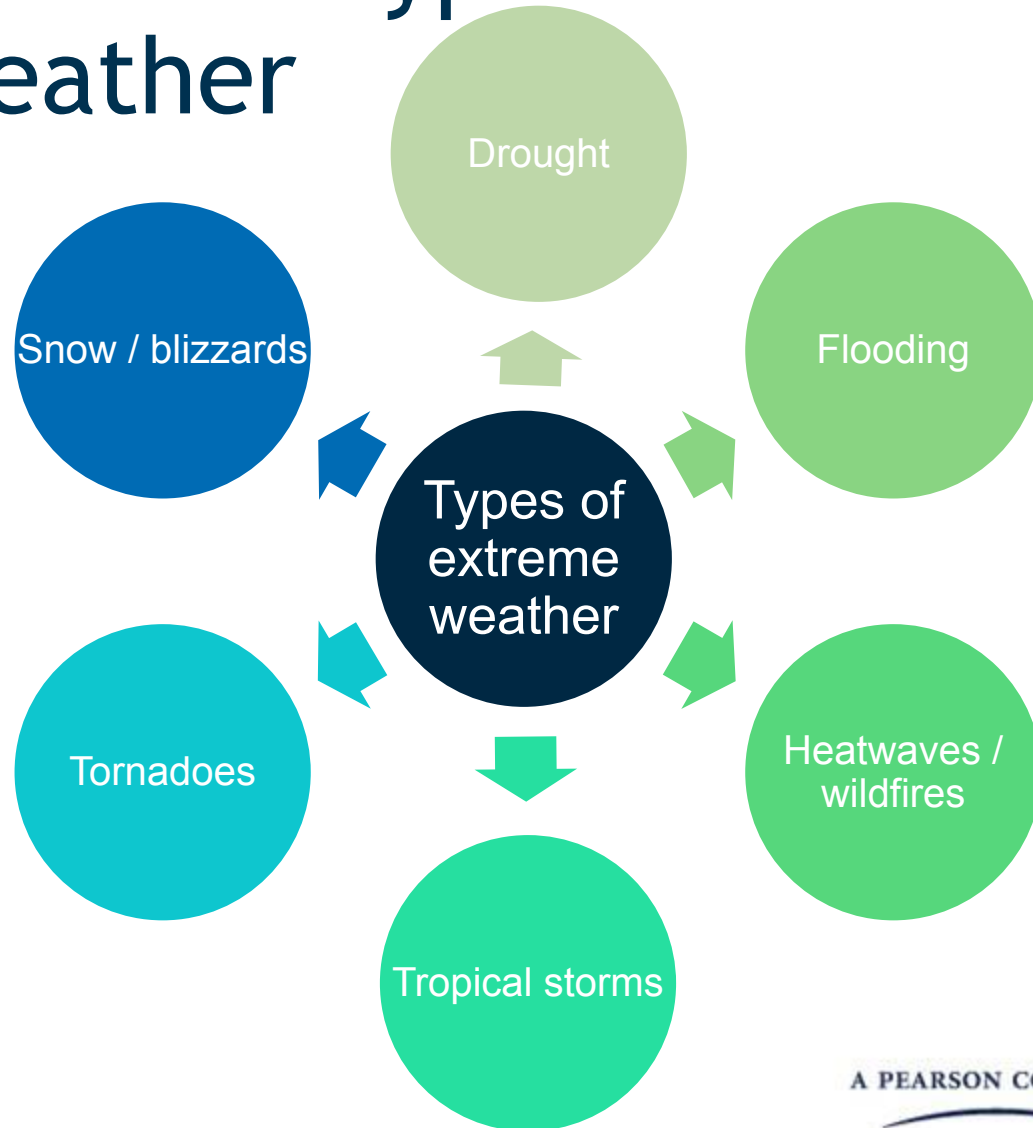 eather
Drought
Snow / blizzards
Flooding
Types of
extreme
weather
Tornadoes
Heatwaves /
wildfires
Tropical storms
A PEARSON CO